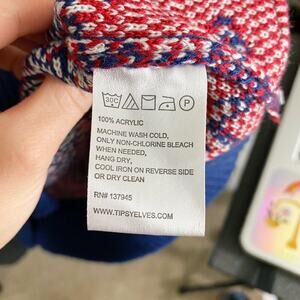 30C P
100% ACRYLIC
MACHINE WASH COLD,
ONLY NON-CHLORINE BLEACH
WHEN NEEDED,
HANG DRY,
COOL IRON ON REVERSE SIDE
OR DRY CLEAN
RN# 137945
WWW.TIPSYELVES.COM